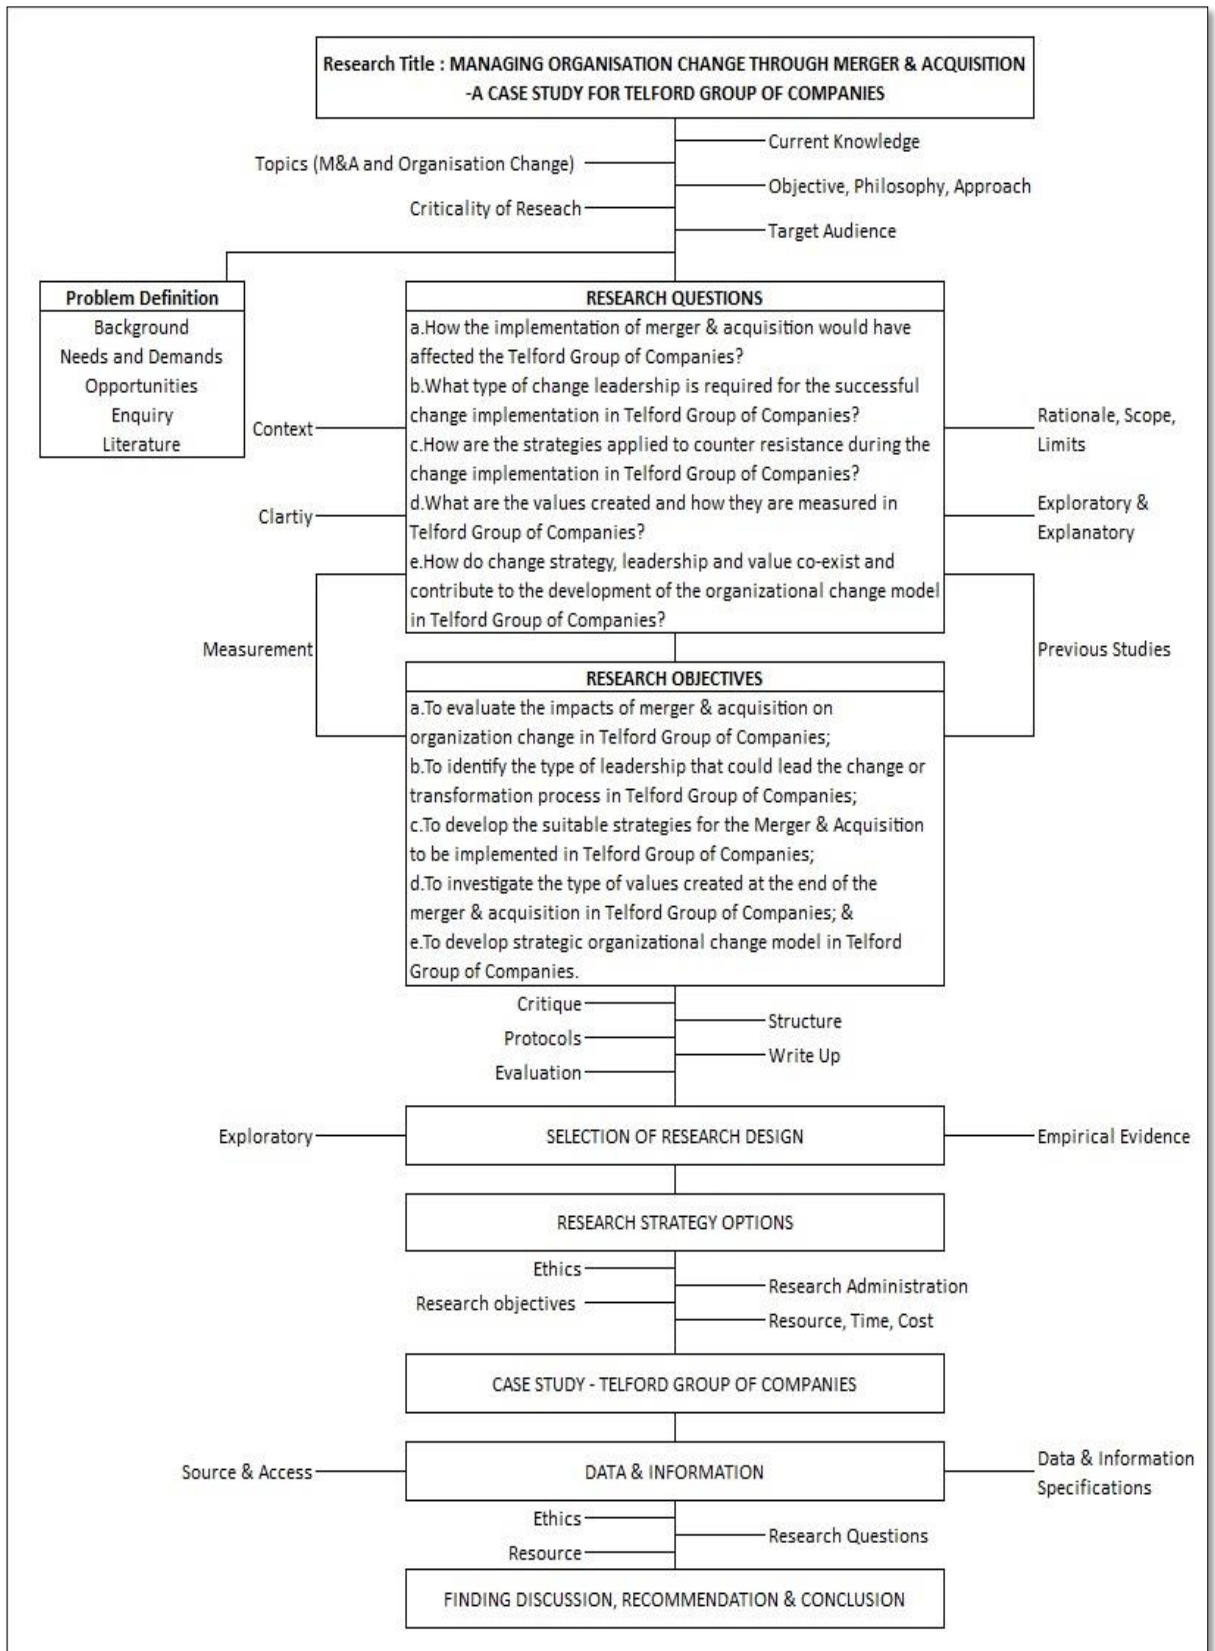 Research Title : MANAGING ORGANISATION CHANGE THROUGH MERGER & ACQUISITION
-A CASE STUDY FOR TELFORD GROUP OF COMPANIES
Current Knowledge
Topics (M&A and Organisation Change)
Objective, Philosophy, Approach
Criticality of Reseach
Target Audience
Problem Definition
Background
Needs and Demands
Opportunities
Enquiry
Literature
RESEARCH QUESTIONS
a.How the implementation of merger & acquisition would have
affected the Telford Group of Companies?
b.What type of change leadership is required for the successful
change implementation in Telford Group of Companies?
c.How are the strategies applied to counter resistance during the
change implementation in Telford Group of Companies?
d.What are the values created and how they are measured in
Telford Group of Companies?
e.How do change strategy, leadership and value co-exist and
contribute to the development of the organizational change model
in Telford Group of Companies?
Context
Rationale, Scope,
Limits
Clartiy
Exploratory &
Explanatory
Measurement
Previous Studies
RESEARCH OBJECTIVES
a.To evaluate the impacts of merger & acquisition on
organization change in Telford Group of Companies;
b.To identify the type of leadership that could lead the change or
transformation process in Telford Group of Companies;
c.To develop the suitable strategies for the Merger & Acquisition
to be implemented in Telford Group of Companies;
d.To investigate the type of values created at the end of the
merger & acquisition in Telford Group of Companies; &
e.To develop strategic organizational change model in Telford
Group of Companies.
Critique
Structure
Protocols
Write Up
Evaluation
Exploratory
SELECTION OF RESEARCH DESIGN
Empirical Evidence
RESEARCH STRATEGY OPTIONS
Ethics
Research Administration
Research objectives
Resource, Time, Cost
CASE STUDY - TELFORD GROUP OF COMPANIES
Source & Access
DATA & INFORMATION
Data & Information
Specifications
Ethics
Research Questions
Resource
FINDING DISCUSSION, RECOMMENDATION & CONCLUSION